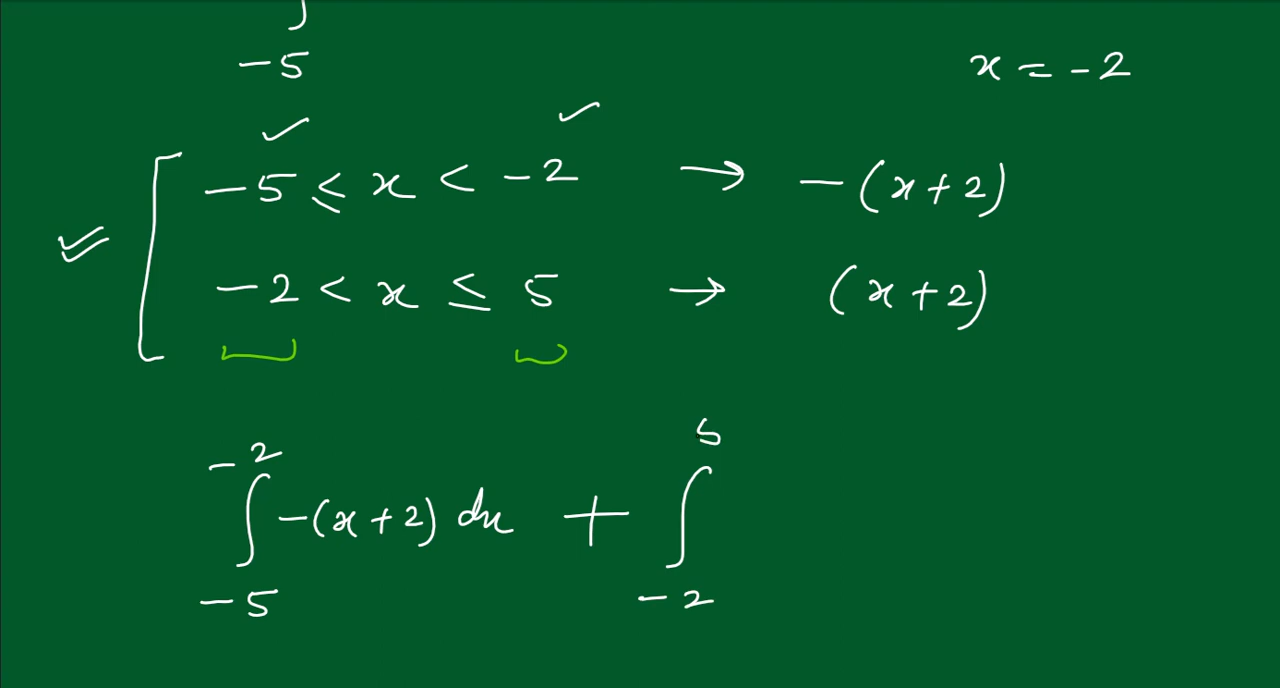 ∫
-5
x = -2
-5 ≤ x < -2 → -(x+2)
-2 < x ≤ 5 → (x+2)
-2 5
∫ -(x+2) dx + ∫
-5 -2